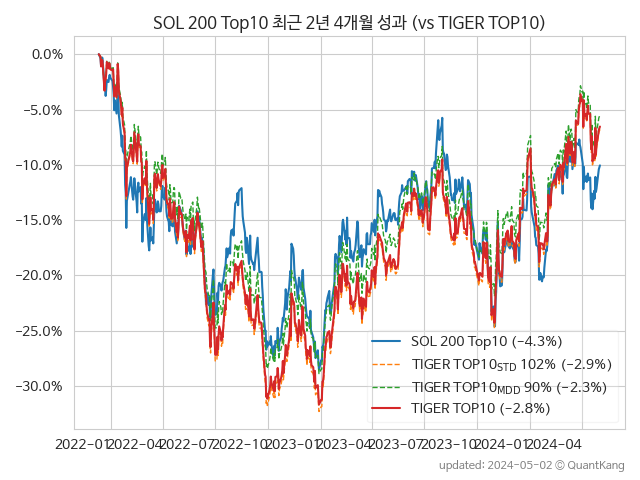 SOL 200 Top10 최근 2년 4개월 성과 (vs TIGER TOP10)
0.0%
−5.0%
−10.0%
−15.0%
−20.0%
−25.0%
−30.0%
SOL 200 Top10 (−4.3%)
TIGER TOP10STD 102% (−2.9%)
TIGER TOP10MDD 90% (−2.3%)
TIGER TOP10 (−2.8%)
2022-01 2022-04 2022-07 2022-10 2023-01 2023-04 2023-07 2023-10 2024-01 2024-04
updated: 2024-05-02 © QuantKang